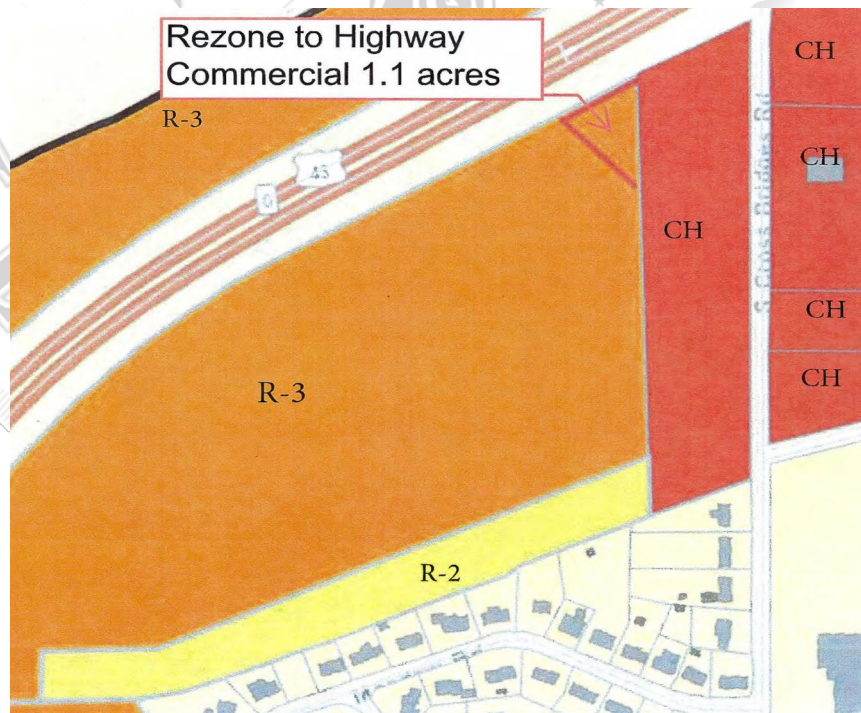 Rezone to Highway
Commercial 1.1 acres
CH
R-3
CH
43
CH
S Cross Bridges Rd
CH
R-3
CH
R-2